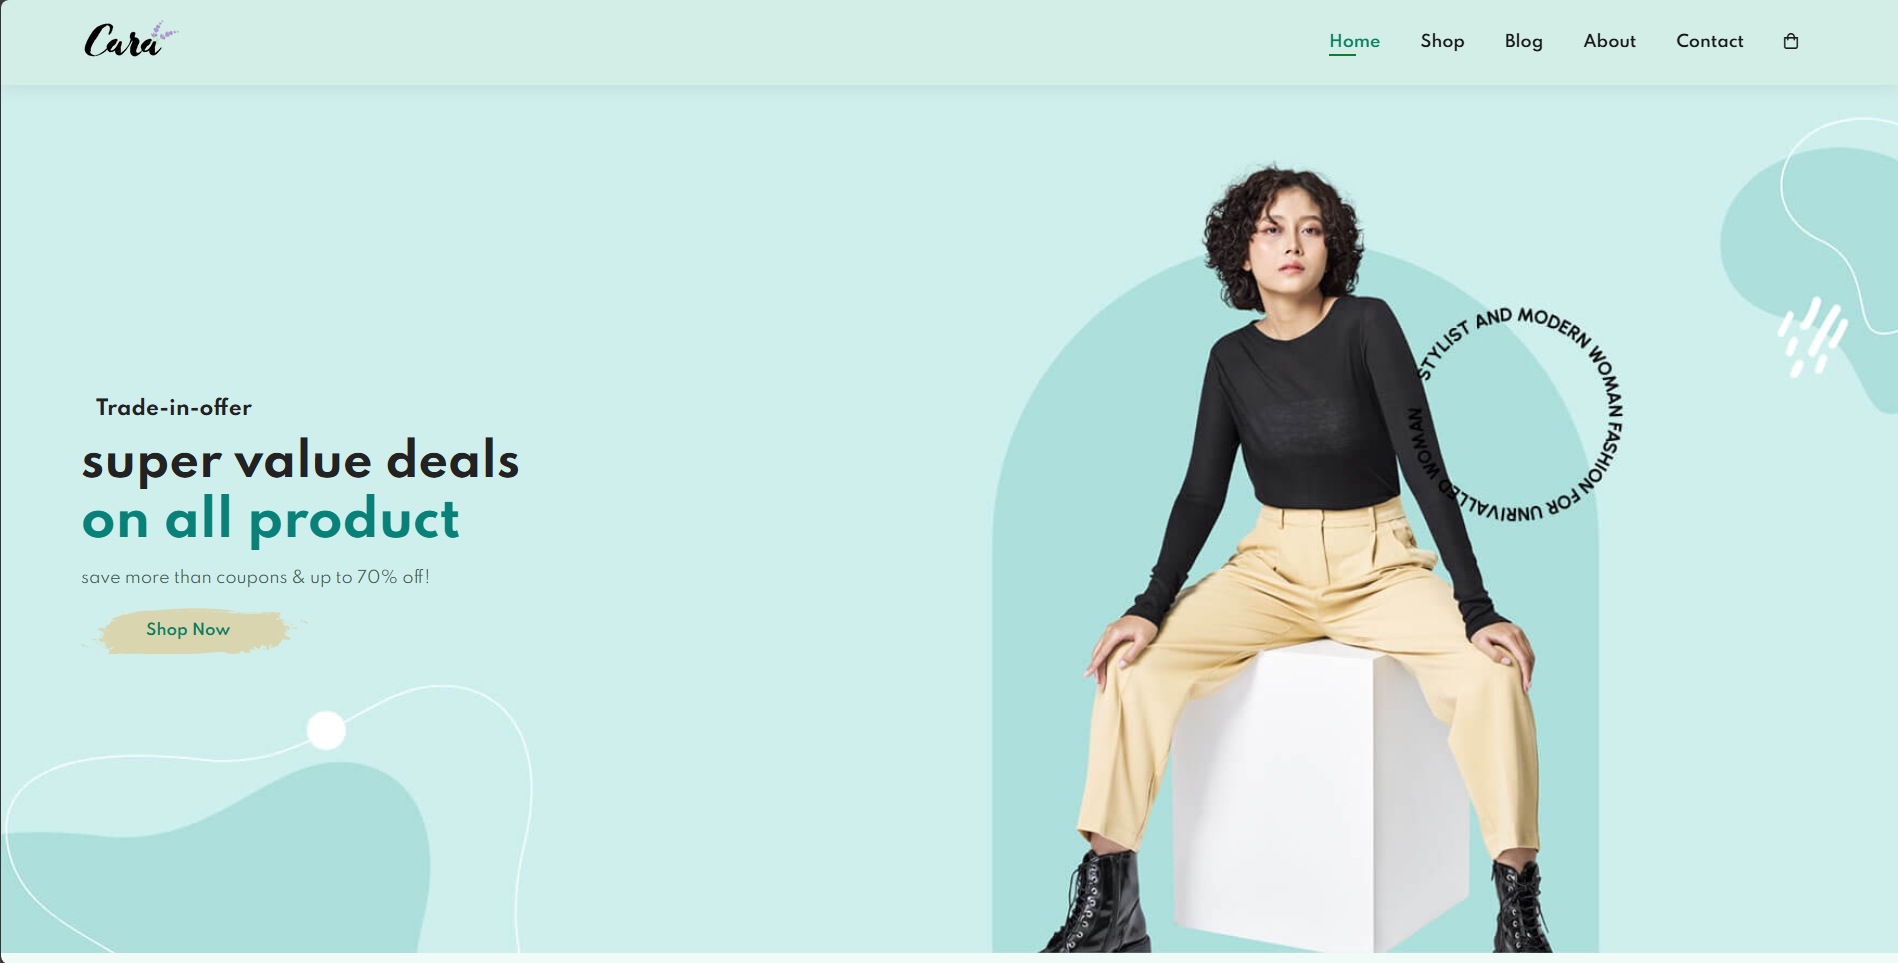 Cara
Home
Shop
Blog
About
Contact
Trade-in-offer
super value deals
on all product
save more than coupons & up to 70% off!
Shop Now
STYLIST AND MODERN WOMAN FASHION FOR UNRIVALLED WOMAN